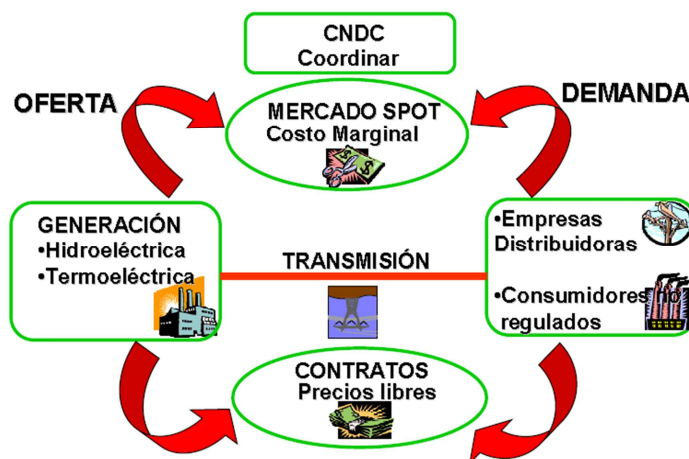 CNDC
Coordinar
OFERTA
DEMANDA
MERCADO SPOT
Costo Marginal
GENERACIÓN
•Hidroeléctrica
•Termoeléctrica
TRANSMISIÓN
•Empresas
Distribuidoras
•Consumidores no
regulados
CONTRATOS
Precios libres